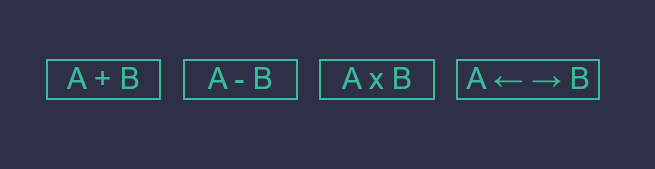 A + B A - B A x B A ← → B